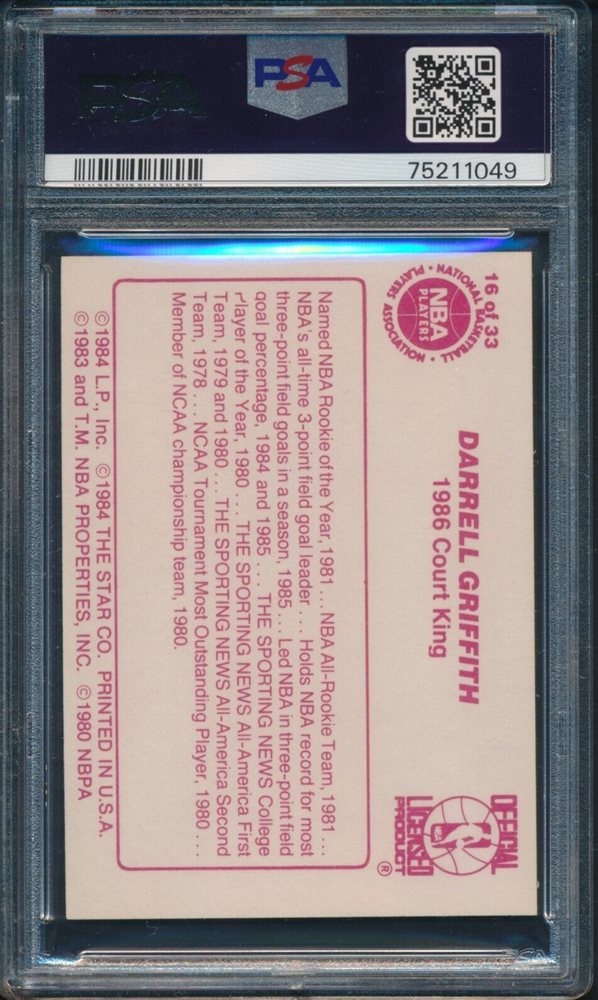 PSA
PSA
75211049
16 of 33
DARRELL GRIFFITH
1986 Court King
NATIONAL BASKETBALL
PLAYERS ASSOCIATION
NBA
PLAYERS
OFFICIAL
NBA
LICENSED
PRODUCT
®
Named NBA Rookie of the Year, 1981 ... NBA All-Rookie Team, 1981 ...
NBA's all-time 3-point field goal leader ... Holds NBA record for most
three-point field goals in a season, 1985 ... Led NBA in three-point field
goal percentage, 1984 and 1985 ... THE SPORTING NEWS College
Player of the Year, 1980 ... THE SPORTING NEWS All-America First
Team, 1979 and 1980 ... THE SPORTING NEWS All-America Second
Team, 1978 ... NCAA Tournament Most Outstanding Player, 1980 ...
Member of NCAA championship team, 1980.
©1984 L.P., Inc. ©1984 THE STAR CO. PRINTED IN U.S.A.
©1983 and T.M. NBA PROPERTIES, INC. ©1980 NBPA